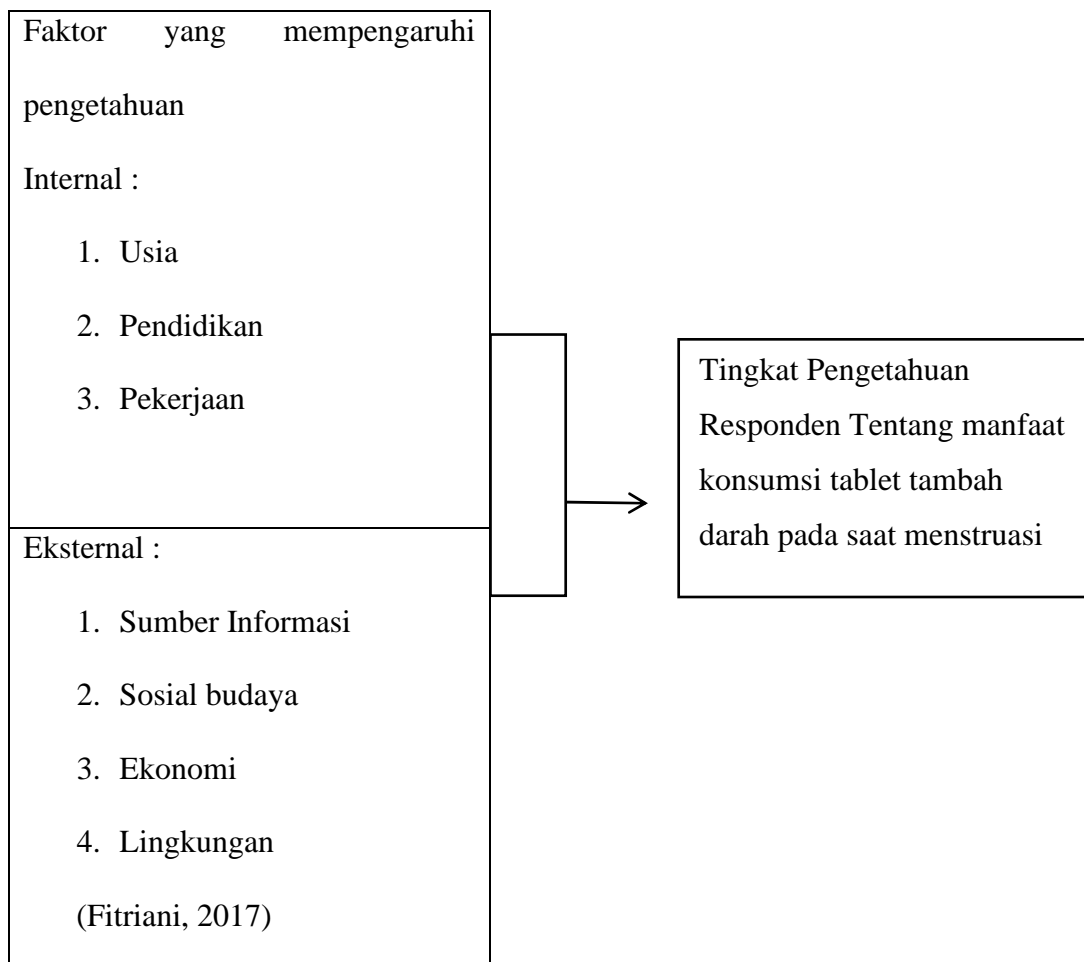 Faktor yang mempengaruhi
pengetahuan
Internal :
1. Usia
2. Pendidikan
3. Pekerjaan
Eksternal :
1. Sumber Informasi
2. Sosial budaya
3. Ekonomi
4. Lingkungan
(Fitriani, 2017)
Tingkat Pengetahuan
Responden Tentang manfaat
konsumsi tablet tambah
darah pada saat menstruasi